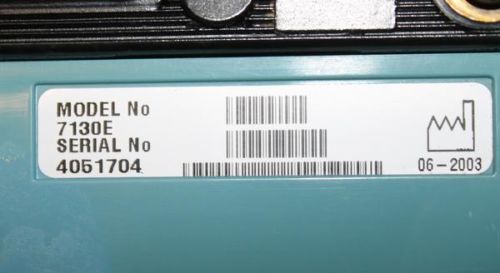 MODEL No
7130E
SERIAL No
4051704
06-2003